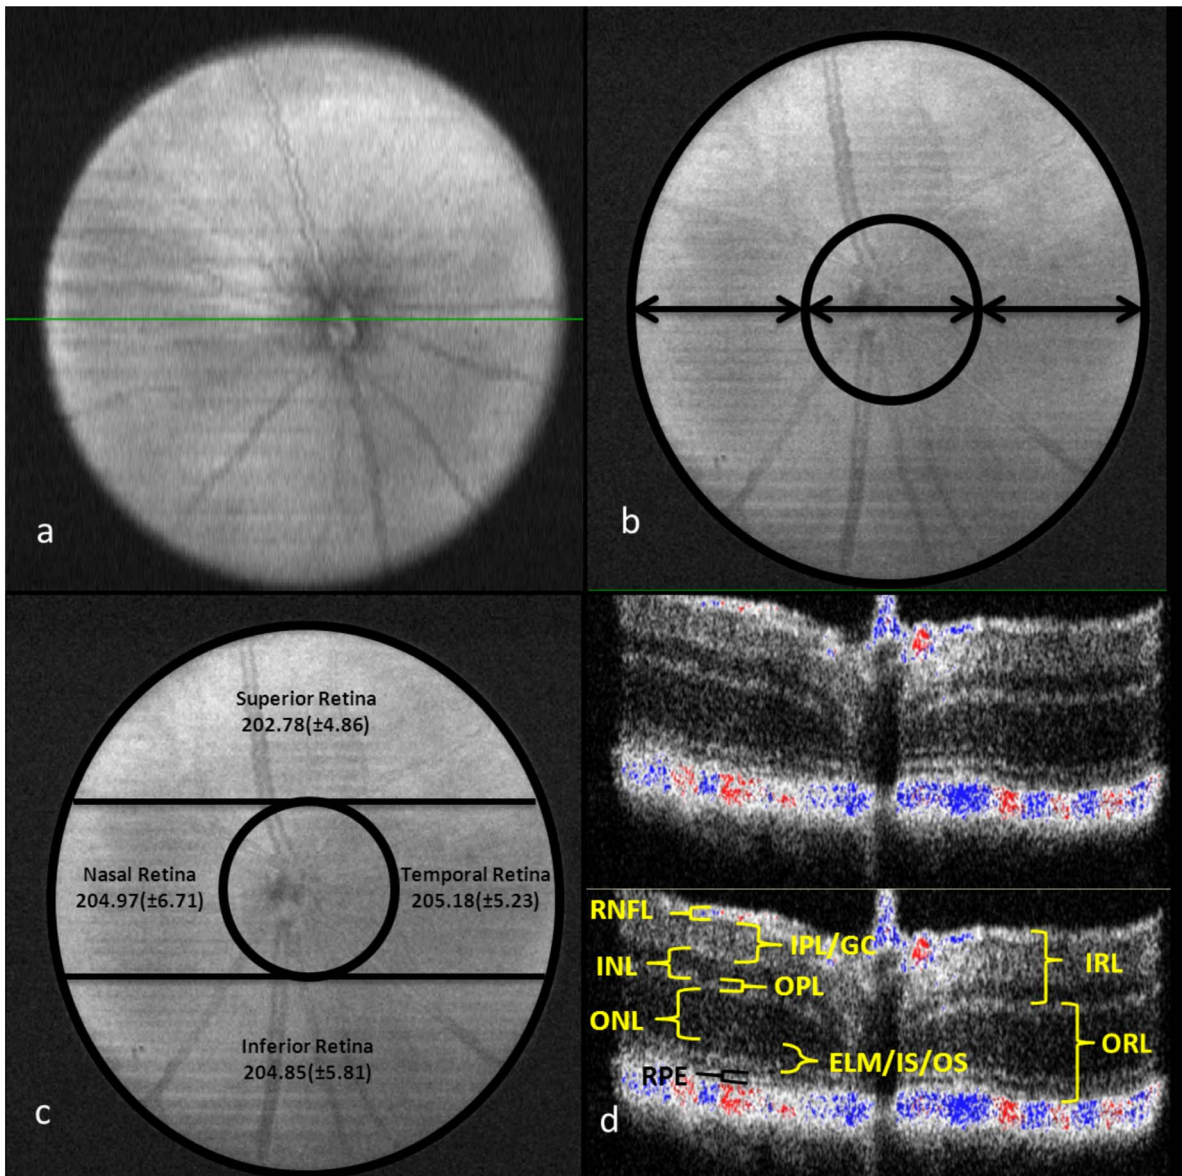 a
b
Superior Retina
202.78(±4.86)
Nasal Retina
204.97(±6.71)
Temporal Retina
205.18(±5.23)
Inferior Retina
204.85(±5.81)
c
RNFL
IPL/GC
INL
IRL
OPL
ONL
ORL
ELM/IS/OS
RPE
d